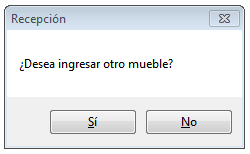 Recepción
¿Desea ingresar otro mueble?
Sí
No